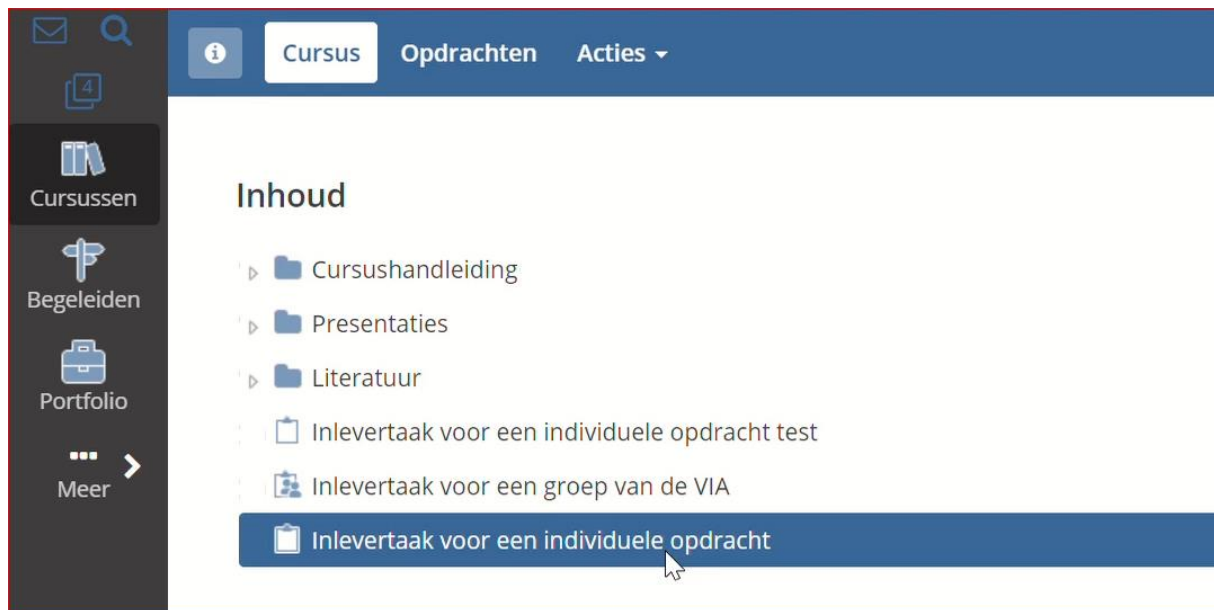 4
Cursussen
Begeleiden
Portfolio
Meer
i Cursus Opdrachten Acties
Inhoud
Cursushandleiding
Presentaties
Literatuur
Inlevertaak voor een individuele opdracht test
Inlevertaak voor een groep van de VIA
Inlevertaak voor een individuele opdracht